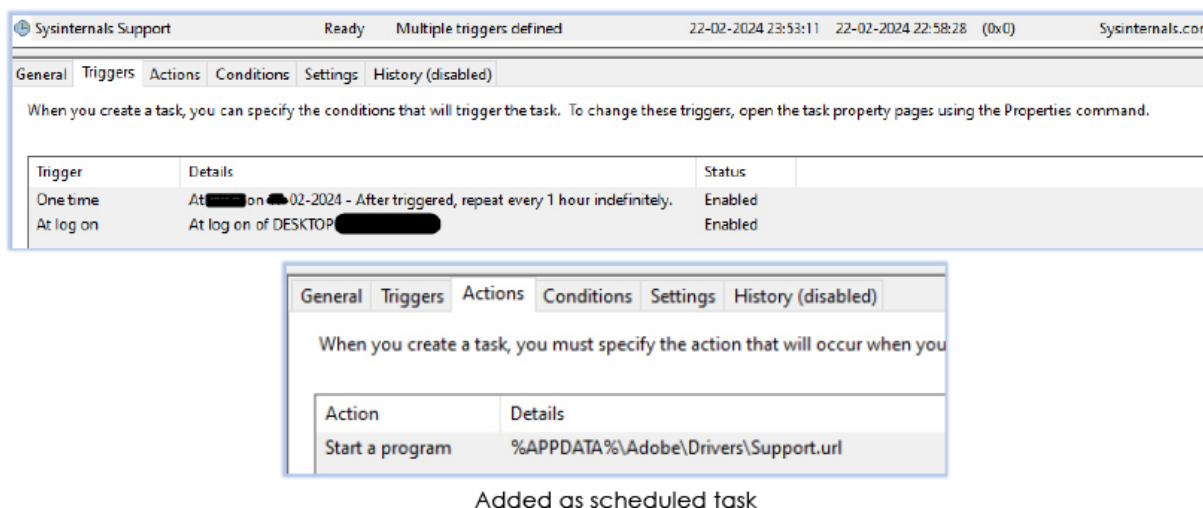 Sysinternals Support Ready Multiple triggers defined 22-02-2024 23:53:11 22-02-2024 22:58:28 (0x0) Sysinternals.com
General Triggers Actions Conditions Settings History (disabled)
When you create a task, you can specify the conditions that will trigger the task. To change these triggers, open the task property pages using the Properties command.
Trigger Details Status
One time At on 02-2024 - After triggered, repeat every 1 hour indefinitely. Enabled
At log on At log on of DESKTOP Enabled
General Triggers Actions Conditions Settings History (disabled)
When you create a task, you must specify the action that will occur when you
Action Details
Start a program %APPDATA%\Adobe\Drivers\Support.url
Added as scheduled task